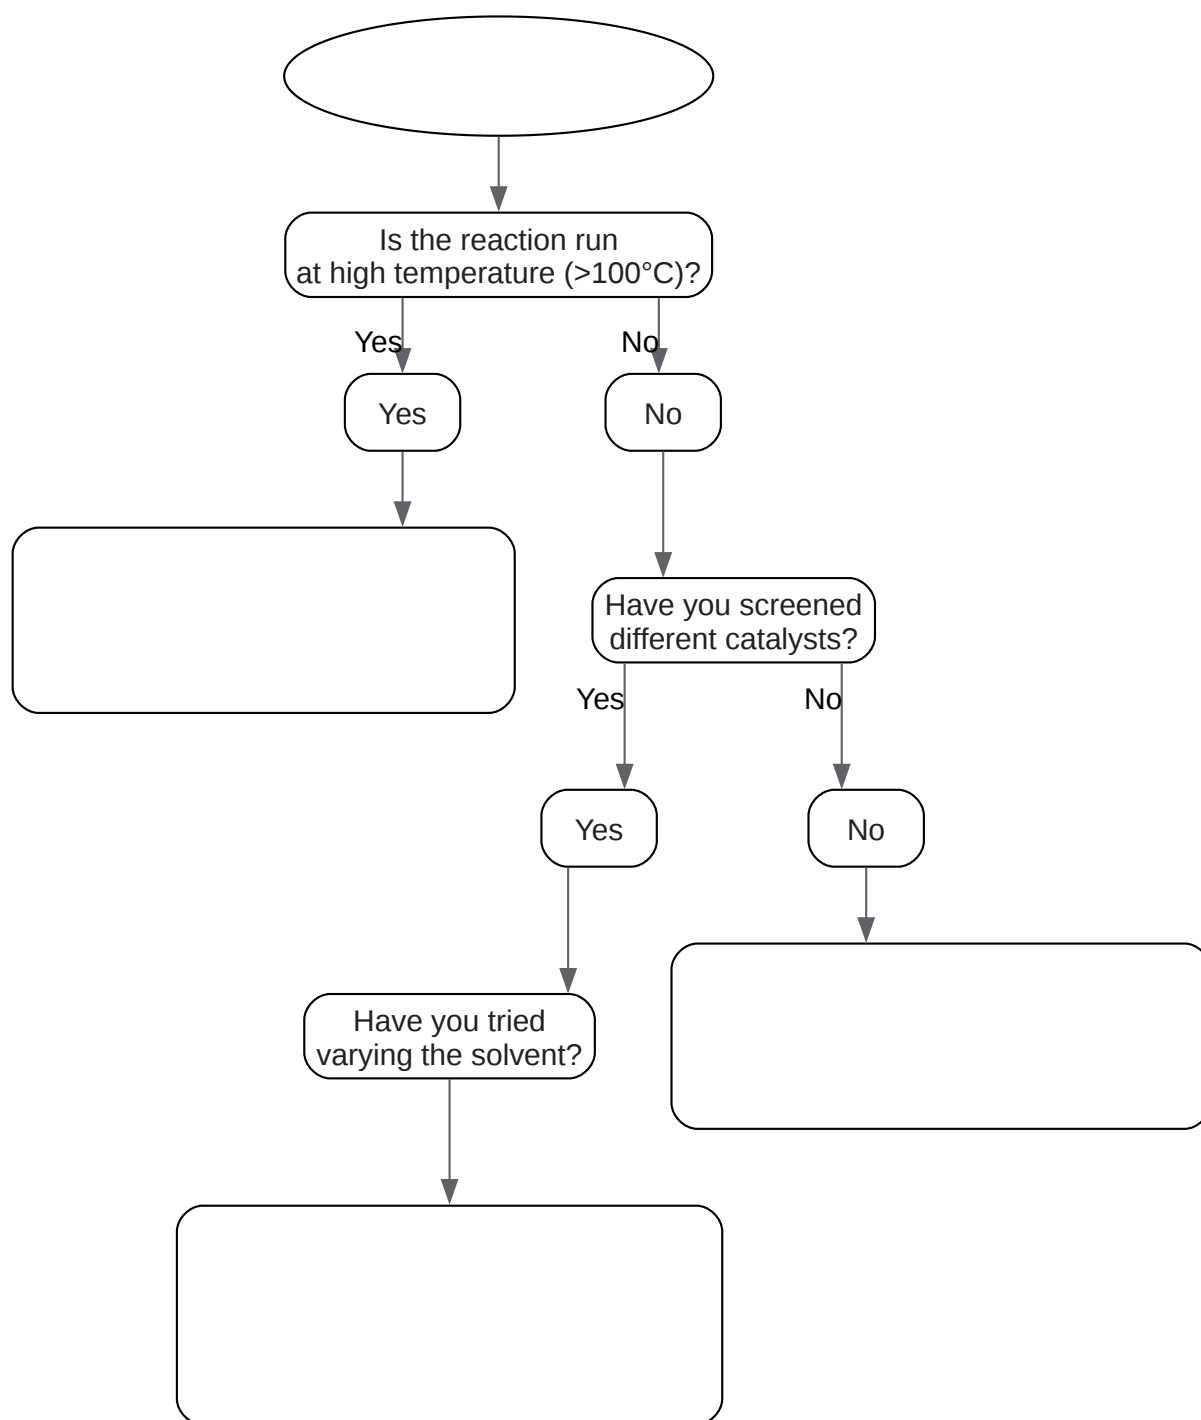 Is the reaction run
at high temperature (>100°C)?
Yes
No
Yes
No
Have you screened
different catalysts?
Yes
No
Yes
No
Have you tried
varying the solvent?